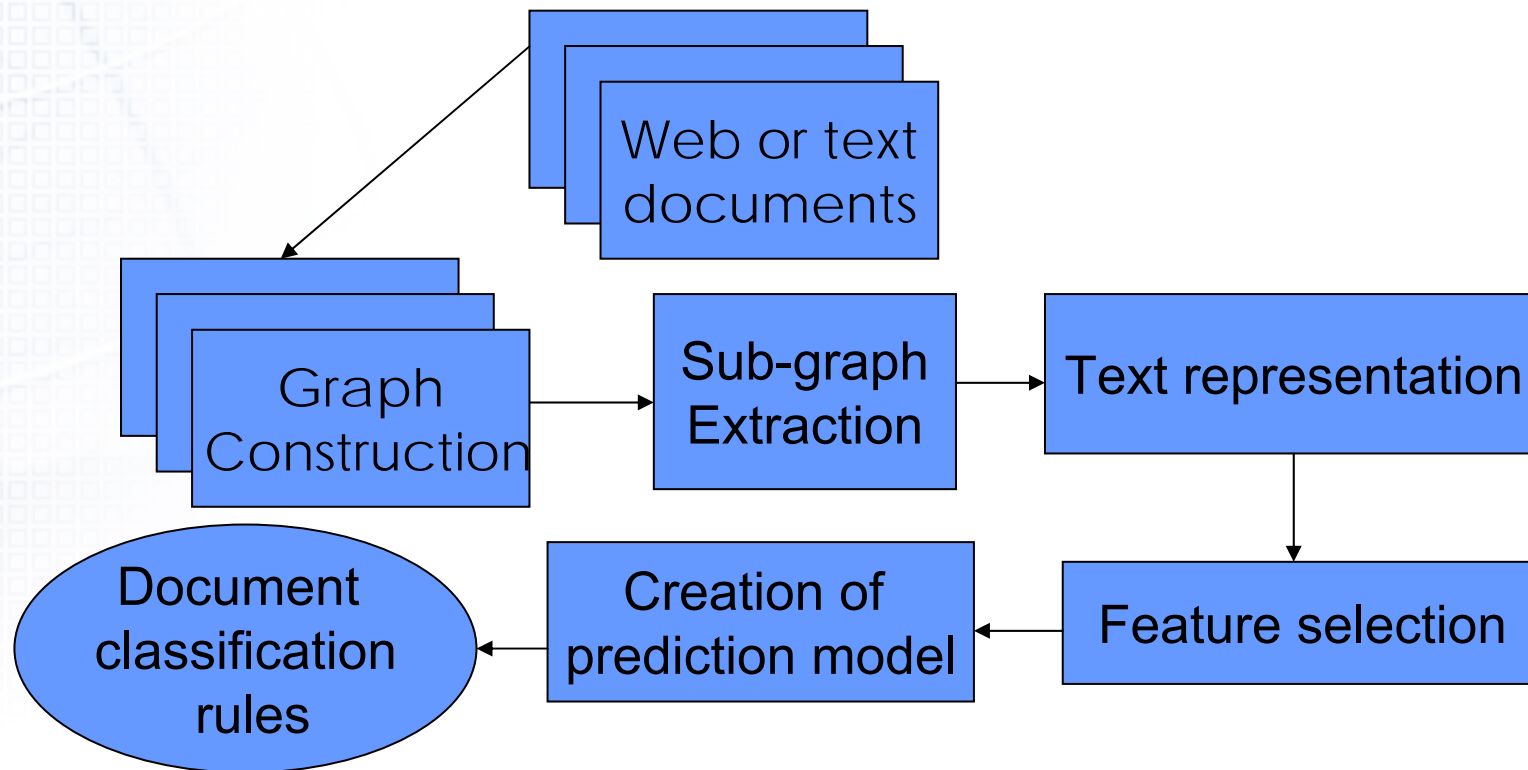 Web or text
documents
Graph
Construction
Sub-graph
Extraction
Text representation
Feature selection
Creation of
prediction model
Document
classification
rules